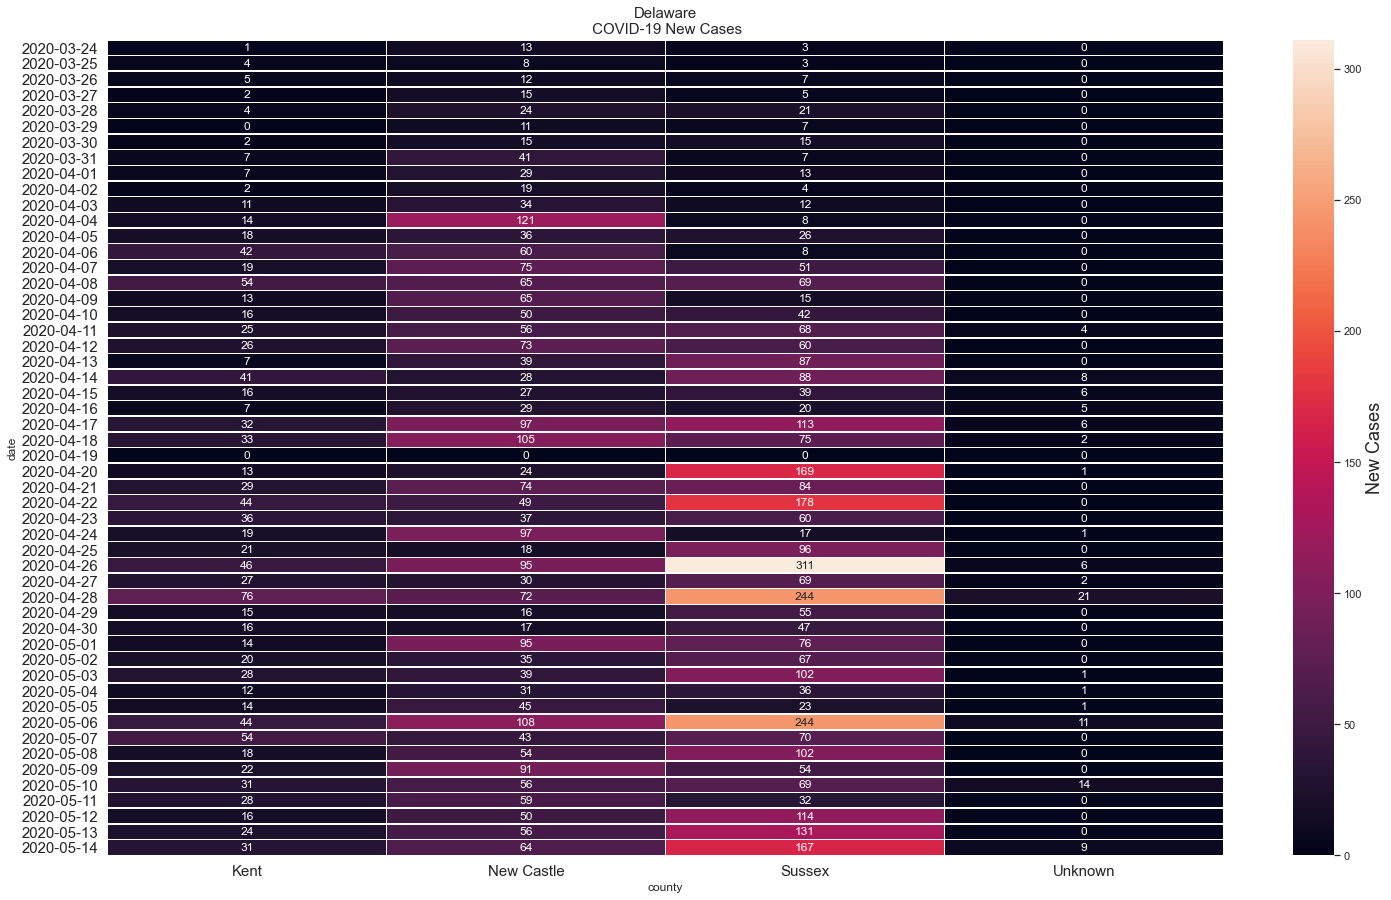 Delaware
COVID-19 New Cases
2020-03-24 1 13 3 0
2020-03-25 4 8 3 0
2020-03-26 5 12 7 0
2020-03-27 2 15 5 0
2020-03-28 4 24 21 0
2020-03-29 0 11 7 0
2020-03-30 2 15 15 0
2020-03-31 7 41 7 0
2020-04-01 7 29 13 0
2020-04-02 2 19 4 0
2020-04-03 11 34 12 0
2020-04-04 14 121 8 0
2020-04-05 18 36 26 0
2020-04-06 42 60 8 0
2020-04-07 19 75 51 0
2020-04-08 54 65 69 0
2020-04-09 13 65 15 0
2020-04-10 16 50 42 0
2020-04-11 25 56 68 4
2020-04-12 26 73 60 0
2020-04-13 7 39 87 0
2020-04-14 41 28 88 8
2020-04-15 16 27 39 6
2020-04-16 7 29 20 5
2020-04-17 32 97 113 6
2020-04-18 33 105 75 2
2020-04-19 0 0 0 0
2020-04-20 13 24 169 1
2020-04-21 29 74 84 0
2020-04-22 44 49 178 0
2020-04-23 36 37 60 0
2020-04-24 19 97 17 1
2020-04-25 21 18 96 0
2020-04-26 46 95 311 6
2020-04-27 27 30 69 2
2020-04-28 76 72 244 21
2020-04-29 15 16 55 0
2020-04-30 16 17 47 0
2020-05-01 14 95 76 0
2020-05-02 20 35 67 0
2020-05-03 28 39 102 1
2020-05-04 12 31 36 1
2020-05-05 14 45 23 1
2020-05-06 44 108 244 11
2020-05-07 54 43 70 0
2020-05-08 18 54 102 0
2020-05-09 22 91 54 0
2020-05-10 31 56 69 14
2020-05-11 28 59 32 0
2020-05-12 16 50 114 0
2020-05-13 24 56 131 0
2020-05-14 31 64 167 9
date
Kent New Castle Sussex Unknown
county
300
250
200
150
100
50
0
New Cases